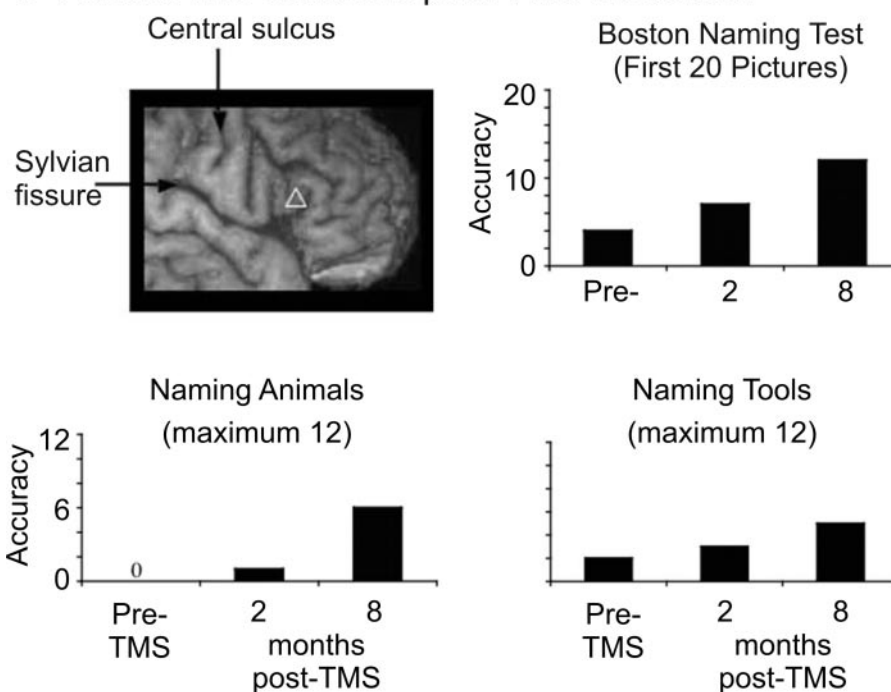 Central sulcus
Sylvian
fissure
Boston Naming Test
(First 20 Pictures)
Accuracy
20
10
0
Pre-
2
8
Naming Animals
(maximum 12)
Accuracy
12
6
0
0
Pre-
TMS
2
8
months
post-TMS
Naming Tools
(maximum 12)
Pre-
TMS
2
8
months
post-TMS